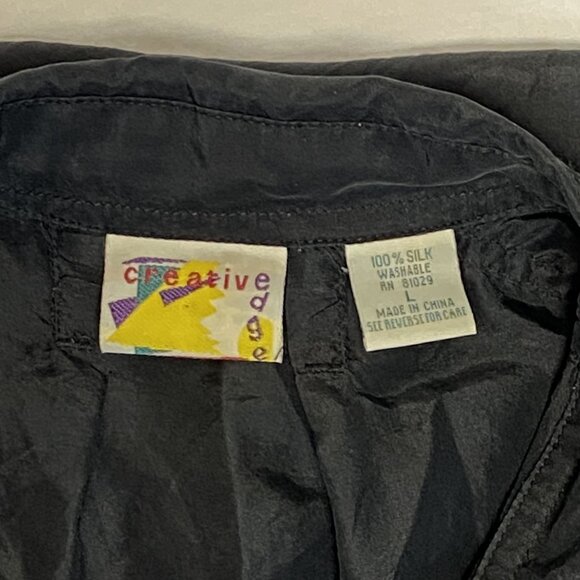 creative
edge
100% SILK
WASHABLE
RN 81029
L
MADE IN CHINA
SEE REVERSE FOR CARE